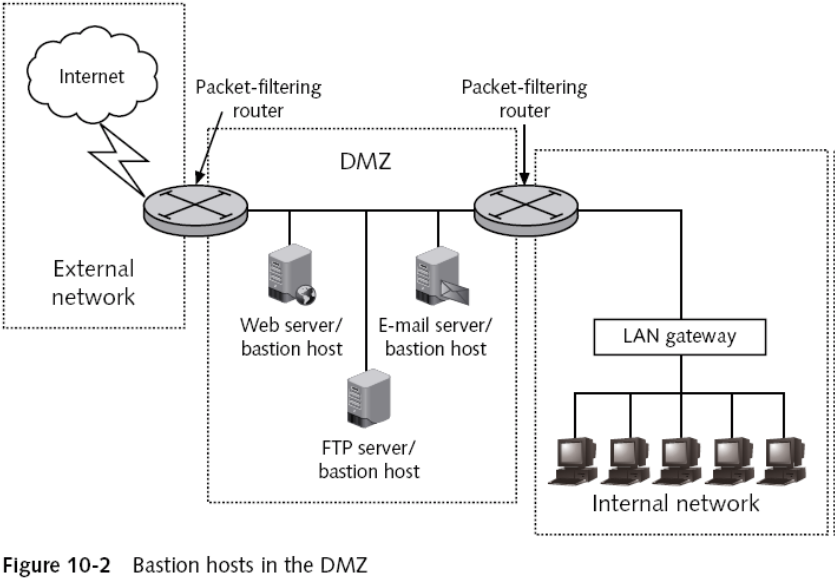 Internet
Packet-filtering
router
Packet-filtering
router
DMZ
External
network
Web server/
bastion host
E-mail server/
bastion host
LAN gateway
FTP server/
bastion host
Internal network
Figure 10-2 Bastion hosts in the DMZ